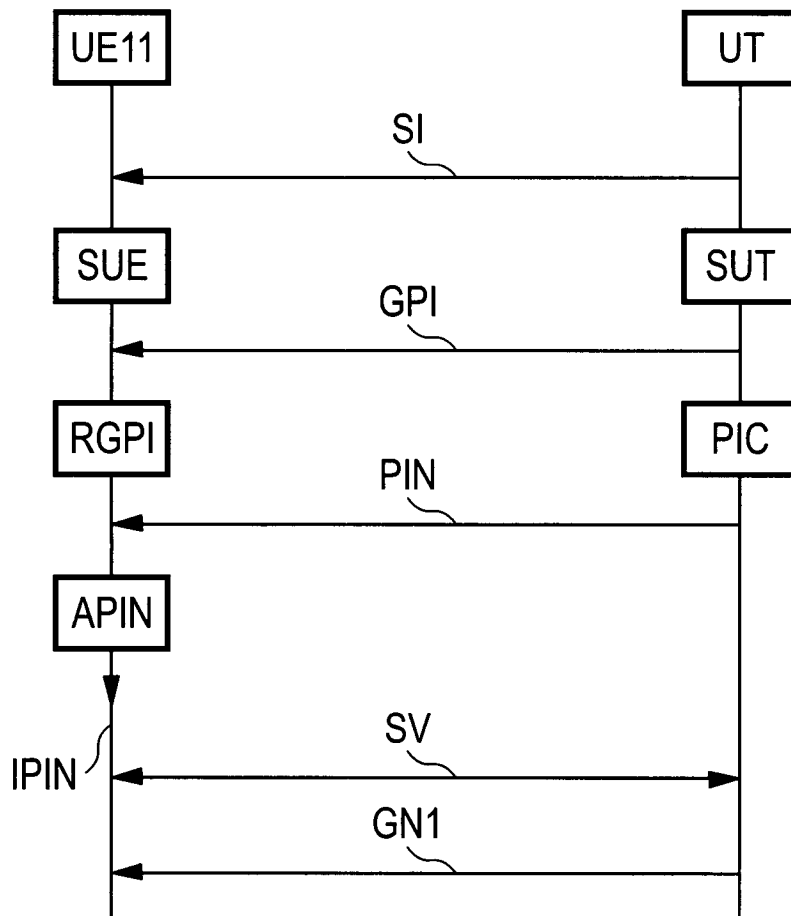 UE11
UT
SI
SUE
SUT
GPI
RGPI
PIC
PIN
APIN
SV
IPIN
GN1